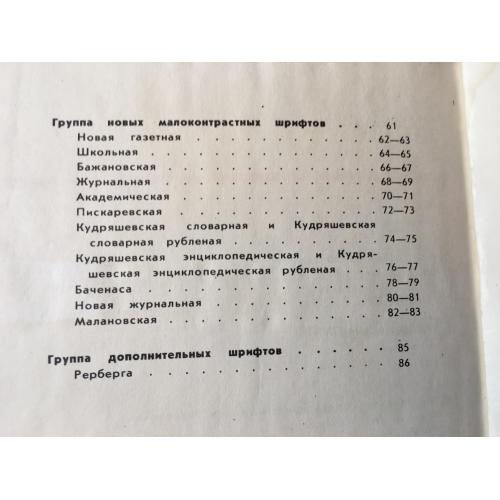 Группа новых малоконтрастных шрифтов . . . 61
Новая газетная . . . . . . . . . . . 62—63
Школьная . . . . . . . . . . . . . 64—65
Бажановская . . . . . . . . . . . . 66—67
Журнальная . . . . . . . . . . . . 68—69
Академическая . . . . . . . . . . . 70—71
Пискаревская . . . . . . . . . . . . 72—73
Кудряшевская словарная и Кудряшевская
словарная рубленая . . . . . . . . . 74—75
Кудряшевская энциклопедическая и Кудря-
шевская энциклопедическая рубленая . . . . 76—77
Баченаса . . . . . . . . . . . . . 78—79
Новая журнальная . . . . . . . . . . 80—81
Малановская . . . . . . . . . . . . 82—83
Группа дополнительных шрифтов . . . . . . 85
Рерберга . . . . . . . . . . . . . 86